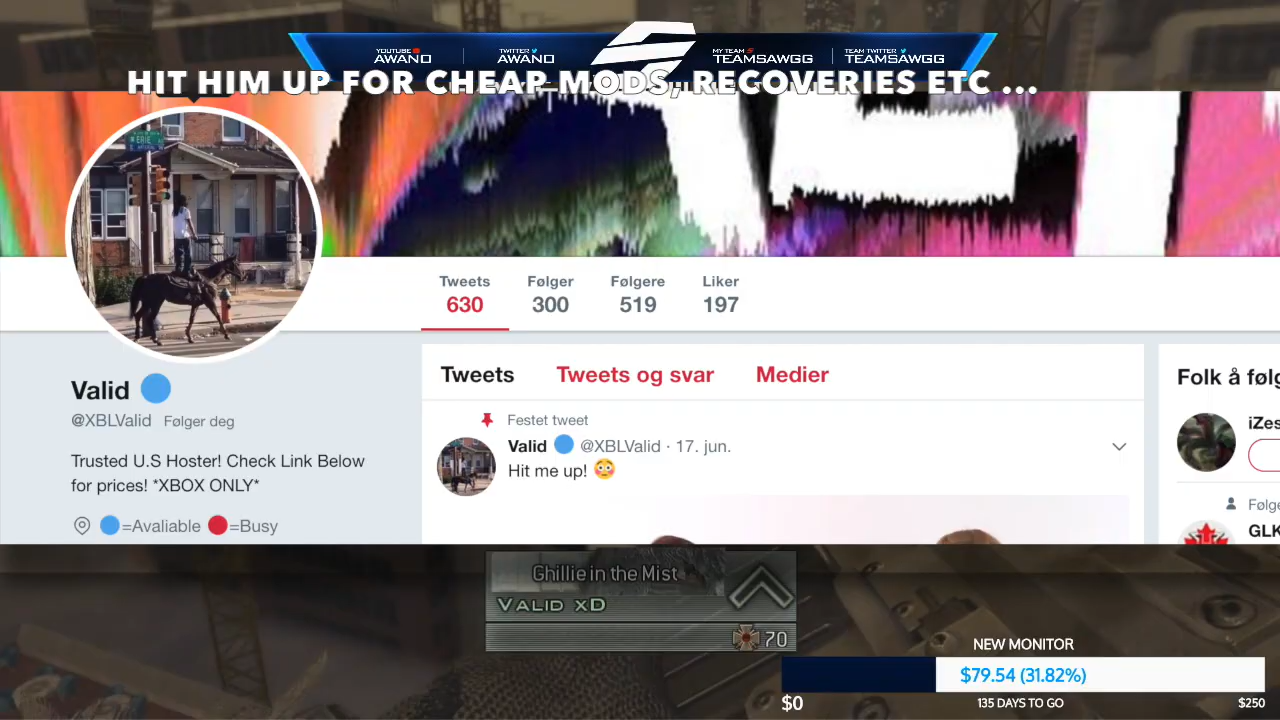 YOUTUBE
AWANO
TWITTER
AWANO
MY TEAM
TEAMSAWGG
TEAM TWITTER
TEAMSAWGG
HIT HIM UP FOR CHEAP MODS, RECOVERIES ETC ...
ERIE
Tweets
630
Følger
300
Følgere
519
Liker
197
Valid
@XBLValid Følger deg
Trusted U.S Hoster! Check Link Below
for prices! *XBOX ONLY*
=Avaliable =Busy
Tweets Tweets og svar Medier
Festet tweet
Valid @XBLValid · 17. jun.
Hit me up!
Folk å følg
iZes
Følge
GLK
Ghillie in the Mist
VALID XD
70
NEW MONITOR
$79.54 (31.82%)
$0
135 DAYS TO GO
$250